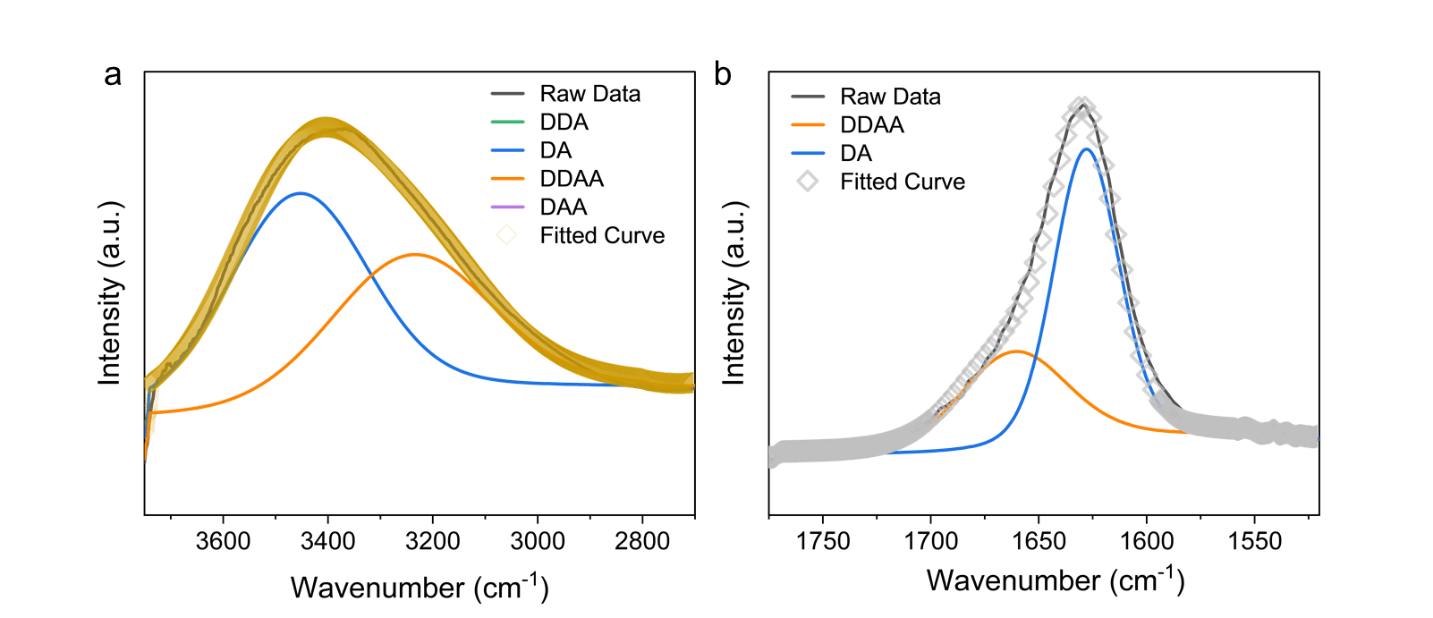 a
Raw Data
DDA
DA
DDAA
DAA
Fitted Curve
Intensity (a.u.)
3600 3400 3200 3000 2800
Wavenumber (cm⁻¹)
b
Raw Data
DDAA
DA
Fitted Curve
Intensity (a.u.)
1750 1700 1650 1600 1550
Wavenumber (cm⁻¹)